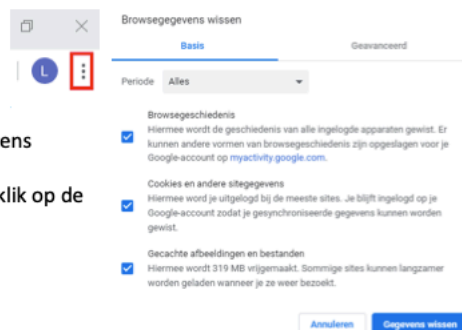 L
ens
klik op de
Browsegegevens wissen
Basis
Geavanceerd
Periode Alles
Browsegeschiedenis
Hiermee wordt de geschiedenis van alle ingelogde apparaten gewist. Er
kunnen andere vormen van browsegeschiedenis zijn opgeslagen voor je
Google-account op myactivity.google.com.
Cookies en andere sitegegevens
Hiermee word je uitgelogd bij de meeste sites. Je blijft ingelogd op je
Google-account zodat je gesynchroniseerde gegevens kunnen worden
gewist.
Gecachte afbeeldingen en bestanden
Hiermee wordt 319 MB vrijgemaakt. Sommige sites kunnen langzamer
worden geladen wanneer je ze weer bezoekt.
Annuleren
Gegevens wissen